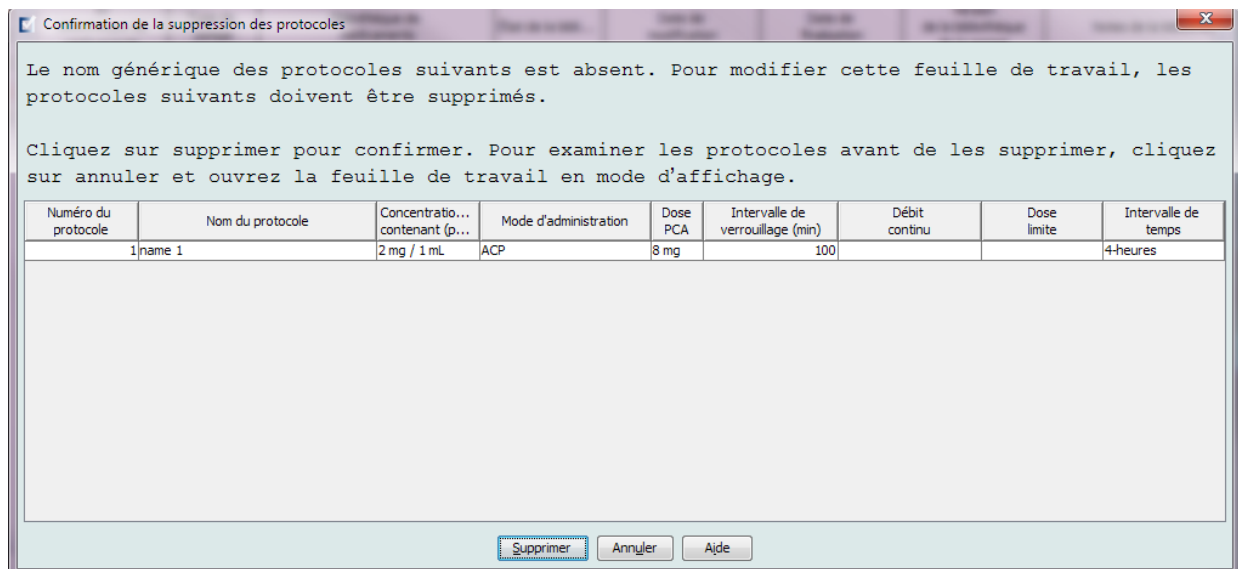 Confirmation de la suppression des protocoles
Le nom générique des protocoles suivants est absent. Pour modifier cette feuille de travail, les
protocoles suivants doivent être supprimés.
Cliquez sur supprimer pour confirmer. Pour examiner les protocoles avant de les supprimer, cliquez
sur annuler et ouvrez la feuille de travail en mode d'affichage.
Numéro du protocole Nom du protocole Concentratio... contenant (p... Mode d'administration Dose PCA Intervalle de verrouillage (min) Débit continu Dose limite Intervalle de temps
1 name 1 2 mg / 1 mL ACP 8 mg 100 4-heures
Supprimer Annuler Aide